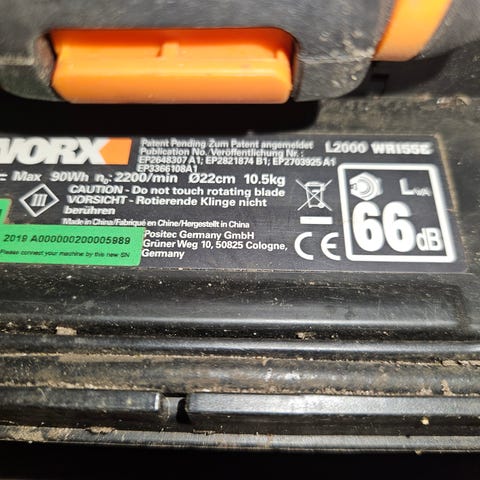 WORX
Patent Pending Zum Patent angemeldet
Publication No. Veröffentlichung Nr.:
EP2648307 A1; EP2821874 B1; EP2703925 A1
EP3366108A1
L2000 WR155E
Max 90Wh n₀: 2200/min Ø22cm 10.5kg
CAUTION - Do not touch rotating blade
VORSICHT - Rotierende Klinge nicht
berühren
III
Made in China/Fabriqué en Chine/Hergestellt in China
Positec Germany GmbH
Grüner Weg 10, 50825 Cologne,
Germany
CE
LWA
66dB
2019 A000000200005989
Please connect your machine by this new SN